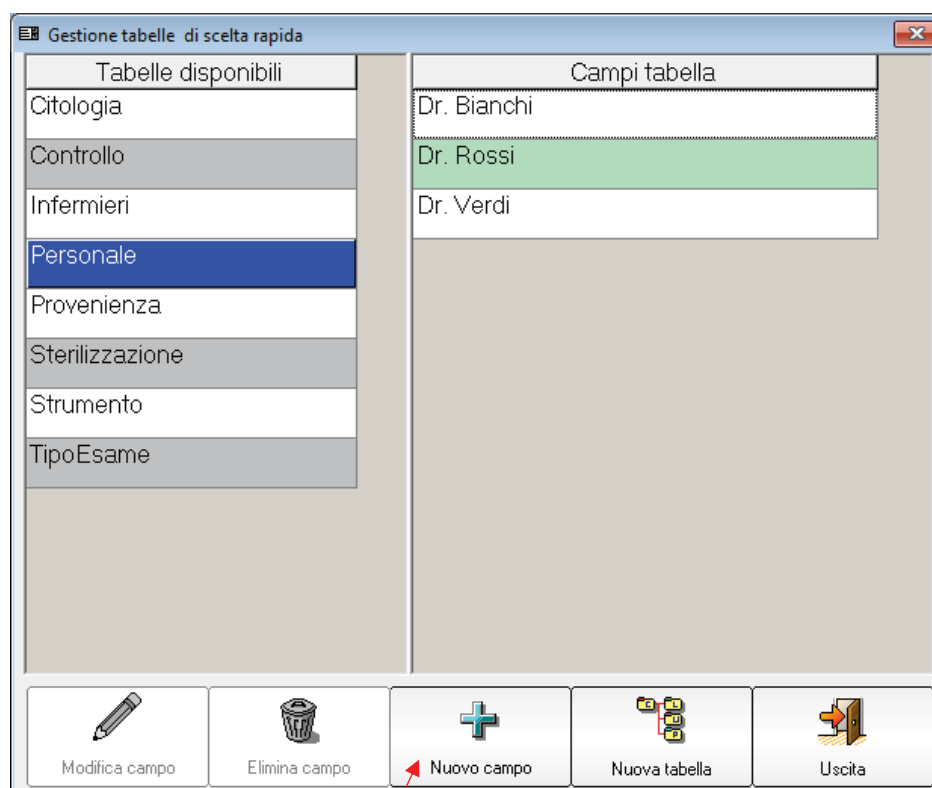 Gestione tabelle di scelta rapida
Tabelle disponibili
Citologia
Controllo
Infermieri
Personale
Provenienza
Sterilizzazione
Strumento
TipoEsame
Campi tabella
Dr. Bianchi
Dr. Rossi
Dr. Verdi
Modifica campo
Elimina campo
Nuovo campo
Nuova tabella
Uscita